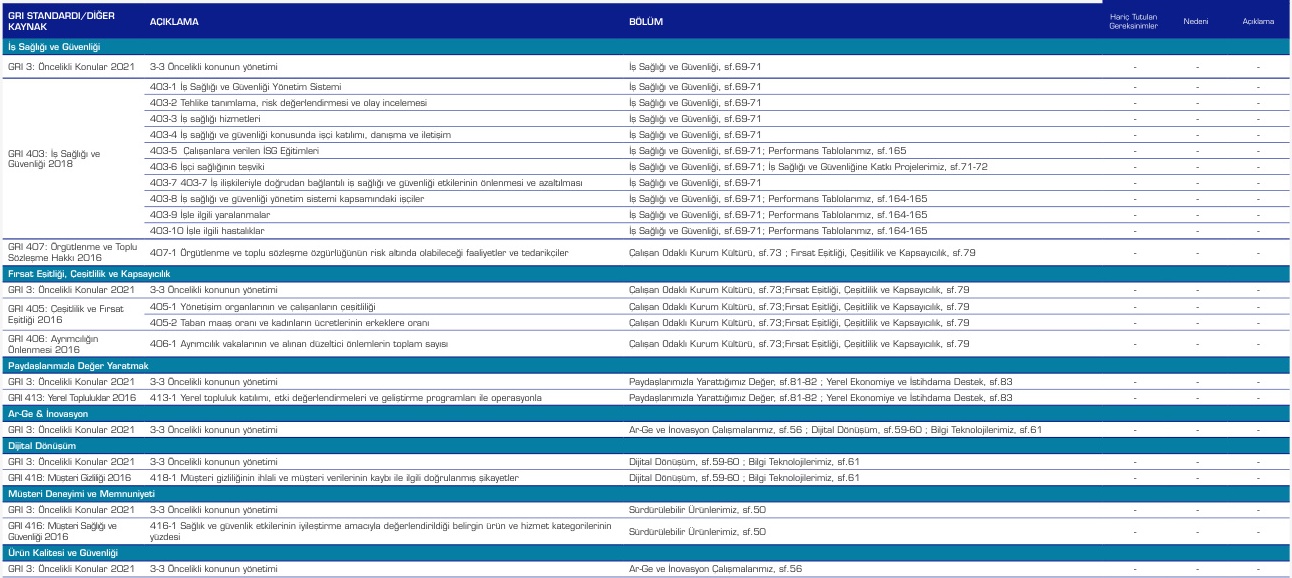 GRI STANDARDI/DİĞER KAYNAK AÇIKLAMA BÖLÜM Hariç Tutulan Gereksinimler Nedeni Açıklama
İş Sağlığı ve Güvenliği
GRI 3: Öncelikli Konular 2021 3-3 Öncelikli konunun yönetimi İş Sağlığı ve Güvenliği, sf.69-71 - - -
GRI 403: İş Sağlığı ve Güvenliği 2018
403-1 İş Sağlığı ve Güvenliği Yönetim Sistemi İş Sağlığı ve Güvenliği, sf.69-71 - - -
403-2 Tehlike tanımlama, risk değerlendirmesi ve olay incelemesi İş Sağlığı ve Güvenliği, sf.69-71 - - -
403-3 İş sağlığı hizmetleri İş Sağlığı ve Güvenliği, sf.69-71 - - -
403-4 İş sağlığı ve güvenliği konusunda işçi katılımı, danışma ve iletişim İş Sağlığı ve Güvenliği, sf.69-71 - - -
403-5 Çalışanlara verilen İSG Eğitimleri İş Sağlığı ve Güvenliği, sf.69-71; Performans Tablolarımız, sf.165 - - -
403-6 İşçi sağlığının teşviki İş Sağlığı ve Güvenliği, sf.69-71; İş Sağlığı ve Güvenliğine Katkı Projelerimiz, sf.71-72 - - -
403-7 403-7 İş ilişkileriyle doğrudan bağlantılı iş sağlığı ve güvenliği etkilerinin önlenmesi ve azaltılması İş Sağlığı ve Güvenliği, sf.69-71 - - -
403-8 İş sağlığı ve güvenliği yönetim sistemi kapsamındaki işçiler İş Sağlığı ve Güvenliği, sf.69-71; Performans Tablolarımız, sf.164-165 - - -
403-9 İşle ilgili yaralanmalar İş Sağlığı ve Güvenliği, sf.69-71; Performans Tablolarımız, sf.164-165 - - -
403-10 İşle ilgili hastalıklar İş Sağlığı ve Güvenliği, sf.69-71; Performans Tablolarımız, sf.164-165 - - -
GRI 407: Örgütlenme ve Toplu Sözleşme Hakkı 2016 407-1 Örgütlenme ve toplu sözleşme özgürlüğünün risk altında olabileceği faaliyetler ve tedarikçiler Çalışan Odaklı Kurum Kültürü, sf.73 ; Fırsat Eşitliği, Çeşitlilik ve Kapsayıcılık, sf.79 - - -
Fırsat Eşitliği, Çeşitlilik ve Kapsayıcılık
GRI 3: Öncelikli Konular 2021 3-3 Öncelikli konunun yönetimi Çalışan Odaklı Kurum Kültürü, sf.73;Fırsat Eşitliği, Çeşitlilik ve Kapsayıcılık, sf.79 - - -
GRI 405: Çeşitlilik ve Fırsat Eşitliği 2016
405-1 Yönetişim organlarının ve çalışanların çeşitliliği Çalışan Odaklı Kurum Kültürü, sf.73;Fırsat Eşitliği, Çeşitlilik ve Kapsayıcılık, sf.79 - - -
405-2 Taban maaş oranı ve kadınların ücretlerinin erkeklere oranı Çalışan Odaklı Kurum Kültürü, sf.73;Fırsat Eşitliği, Çeşitlilik ve Kapsayıcılık, sf.79 - - -
GRI 406: Ayrımcılığın Önlenmesi 2016 406-1 Ayrımcılık vakalarının ve alınan düzeltici önlemlerin toplam sayısı Çalışan Odaklı Kurum Kültürü, sf.73;Fırsat Eşitliği, Çeşitlilik ve Kapsayıcılık, sf.79 - - -
Paydaşlarımızla Değer Yaratmak
GRI 3: Öncelikli Konular 2021 3-3 Öncelikli konunun yönetimi Paydaşlarımızla Yarattığımız Değer, sf.81-82 ; Yerel Ekonomiye ve İstihdama Destek, sf.83 - - -
GRI 413: Yerel Topluluklar 2016 413-1 Yerel topluluk katılımı, etki değerlendirmeleri ve geliştirme programları ile operasyonla Paydaşlarımızla Yarattığımız Değer, sf.81-82 ; Yerel Ekonomiye ve İstihdama Destek, sf.83 - - -
Ar-Ge & İnovasyon
GRI 3: Öncelikli Konular 2021 3-3 Öncelikli konunun yönetimi Ar-Ge ve İnovasyon Çalışmalarımız, sf.56 ; Dijital Dönüşüm, sf.59-60 ; Bilgi Teknolojilerimiz, sf.61 - - -
Dijital Dönüşüm
GRI 3: Öncelikli Konular 2021 3-3 Öncelikli konunun yönetimi Dijital Dönüşüm, sf.59-60 ; Bilgi Teknolojilerimiz, sf.61 - - -
GRI 418: Müşteri Gizliliği 2016 418-1 Müşteri gizliliğinin ihlali ve müşteri verilerinin kaybı ile ilgili doğrulanmış şikayetler Dijital Dönüşüm, sf.59-60 ; Bilgi Teknolojilerimiz, sf.61 - - -
Müşteri Deneyimi ve Memnuniyeti
GRI 3: Öncelikli Konular 2021 3-3 Öncelikli konunun yönetimi Sürdürülebilir Ürünlerimiz, sf.50 - - -
GRI 416: Müşteri Sağlığı ve Güvenliği 2016 416-1 Sağlık ve güvenlik etkilerinin iyileştirme amacıyla değerlendirildiği belirgin ürün ve hizmet kategorilerinin yüzdesi Sürdürülebilir Ürünlerimiz, sf.50 - - -
Ürün Kalitesi ve Güvenliği
GRI 3: Öncelikli Konular 2021 3-3 Öncelikli konunun yönetimi Ar-Ge ve İnovasyon Çalışmalarımız, sf.56 - - -